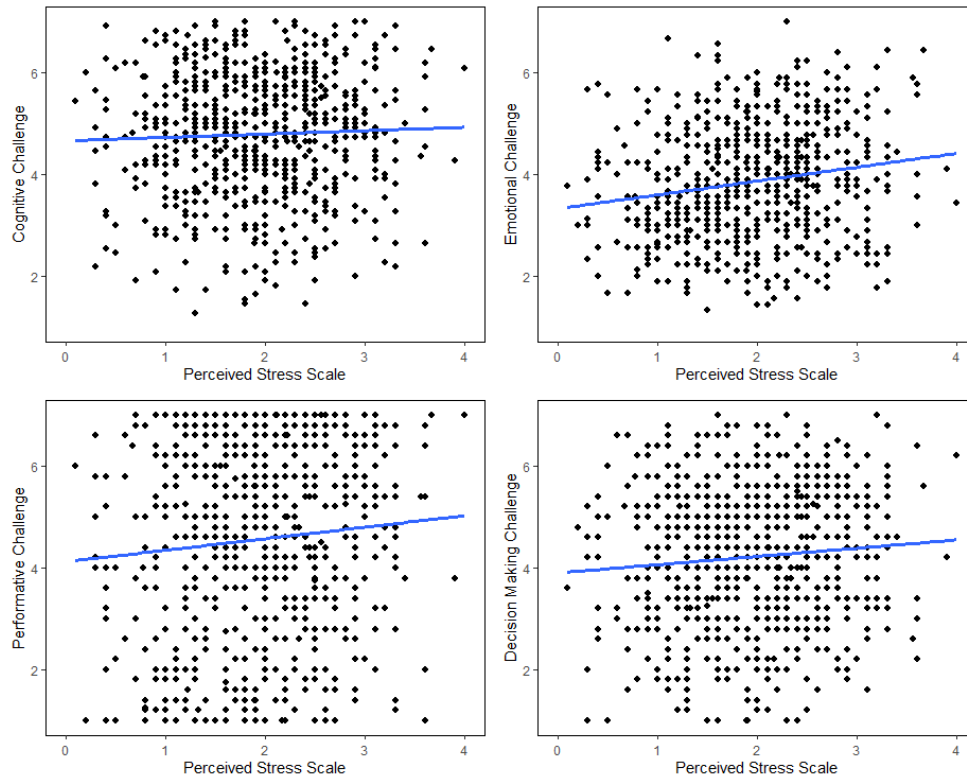 6
4
2
Cognitive Challenge
0 1 2 3 4
Perceived Stress Scale
6
4
2
Emotional Challenge
0 1 2 3 4
Perceived Stress Scale
6
4
2
Performative Challenge
0 1 2 3 4
Perceived Stress Scale
6
4
2
Decision Making Challenge
0 1 2 3 4
Perceived Stress Scale